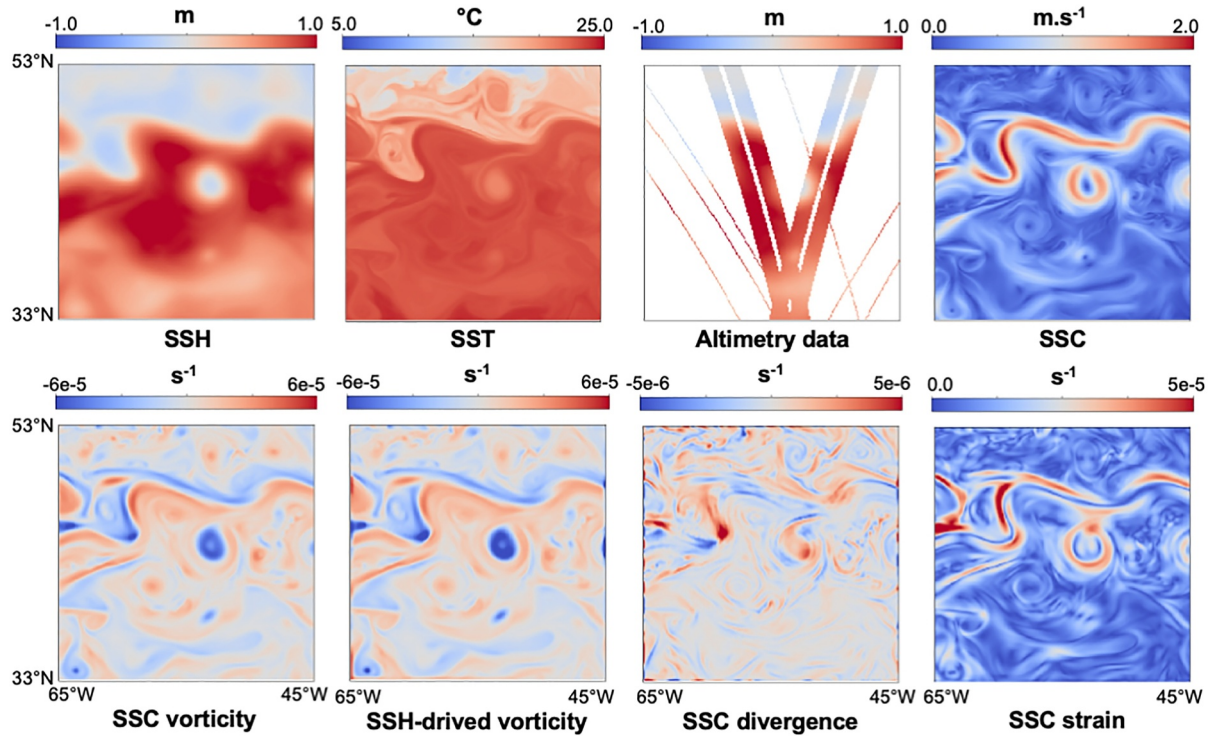 m
°C
m
m.s⁻¹
-1.0 1.0
5.0 25.0
-1.0 1.0
0.0 2.0
53°N
33°N
SSH
SST
Altimetry data
SSC
s⁻¹
s⁻¹
s⁻¹
s⁻¹
-6e-5 6e-5
-6e-5 6e-5
-5e-6 5e-6
0.0 5e-5
53°N
33°N
65°W 45°W
65°W 45°W
65°W 45°W
65°W 45°W
SSC vorticity
SSH-drived vorticity
SSC divergence
SSC strain